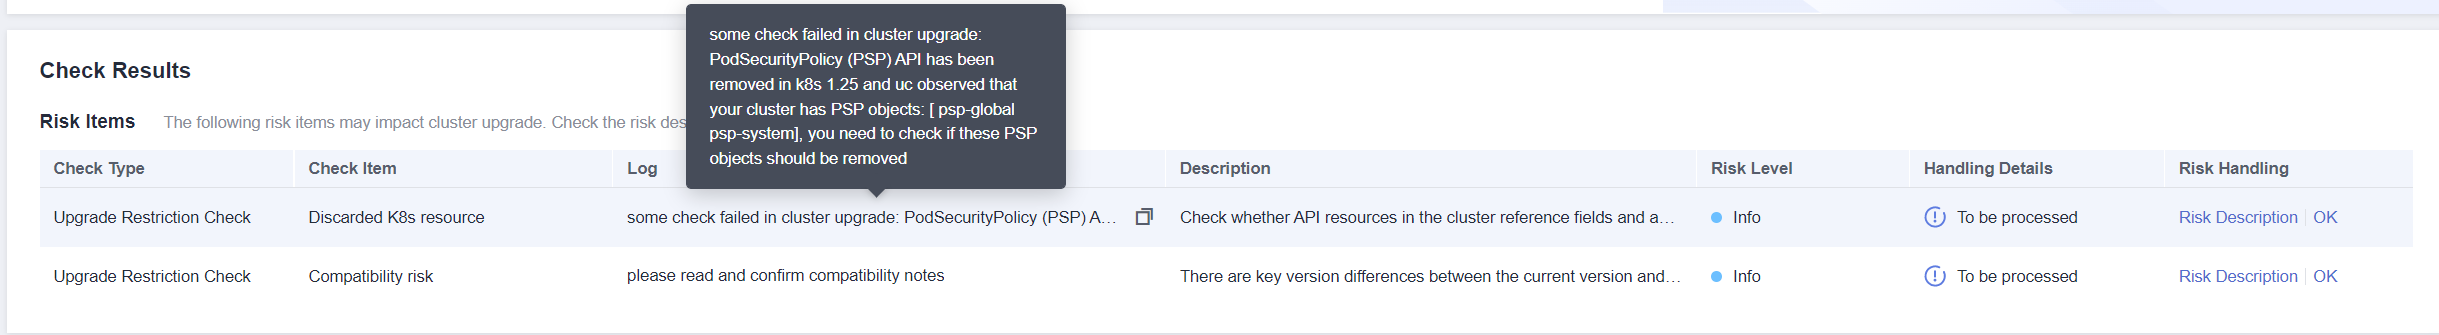 some check failed in cluster upgrade:
PodSecurityPolicy (PSP) API has been
removed in k8s 1.25 and uc observed that
your cluster has PSP objects: [ psp-global
psp-system], you need to check if these PSP
objects should be removed
Check Results
Risk Items The following risk items may impact cluster upgrade. Check the risk des
Check Type Check Item Log Description Risk Level Handling Details Risk Handling
Upgrade Restriction Check Discarded K8s resource some check failed in cluster upgrade: PodSecurityPolicy (PSP) A... Check whether API resources in the cluster reference fields and a... Info To be processed Risk Description OK
Upgrade Restriction Check Compatibility risk please read and confirm compatibility notes There are key version differences between the current version and... Info To be processed Risk Description OK